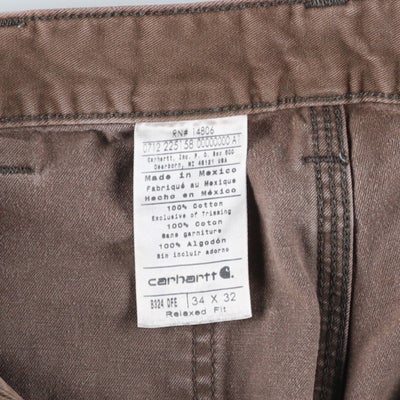 RN# 14806
0712 225158 00000000 A1
Carhartt, Inc. P. O. Box 600
Dearborn, MI 48121 USA
Made in Mexico
Fabriqué au Mexique
Hecho en México
100% Cotton
Exclusive of Trimming
100% Coton
Sans garniture
100% Algodón
Sin incluir adorno
carhartt
B324 DFE 34 X 32
Relaxed Fit